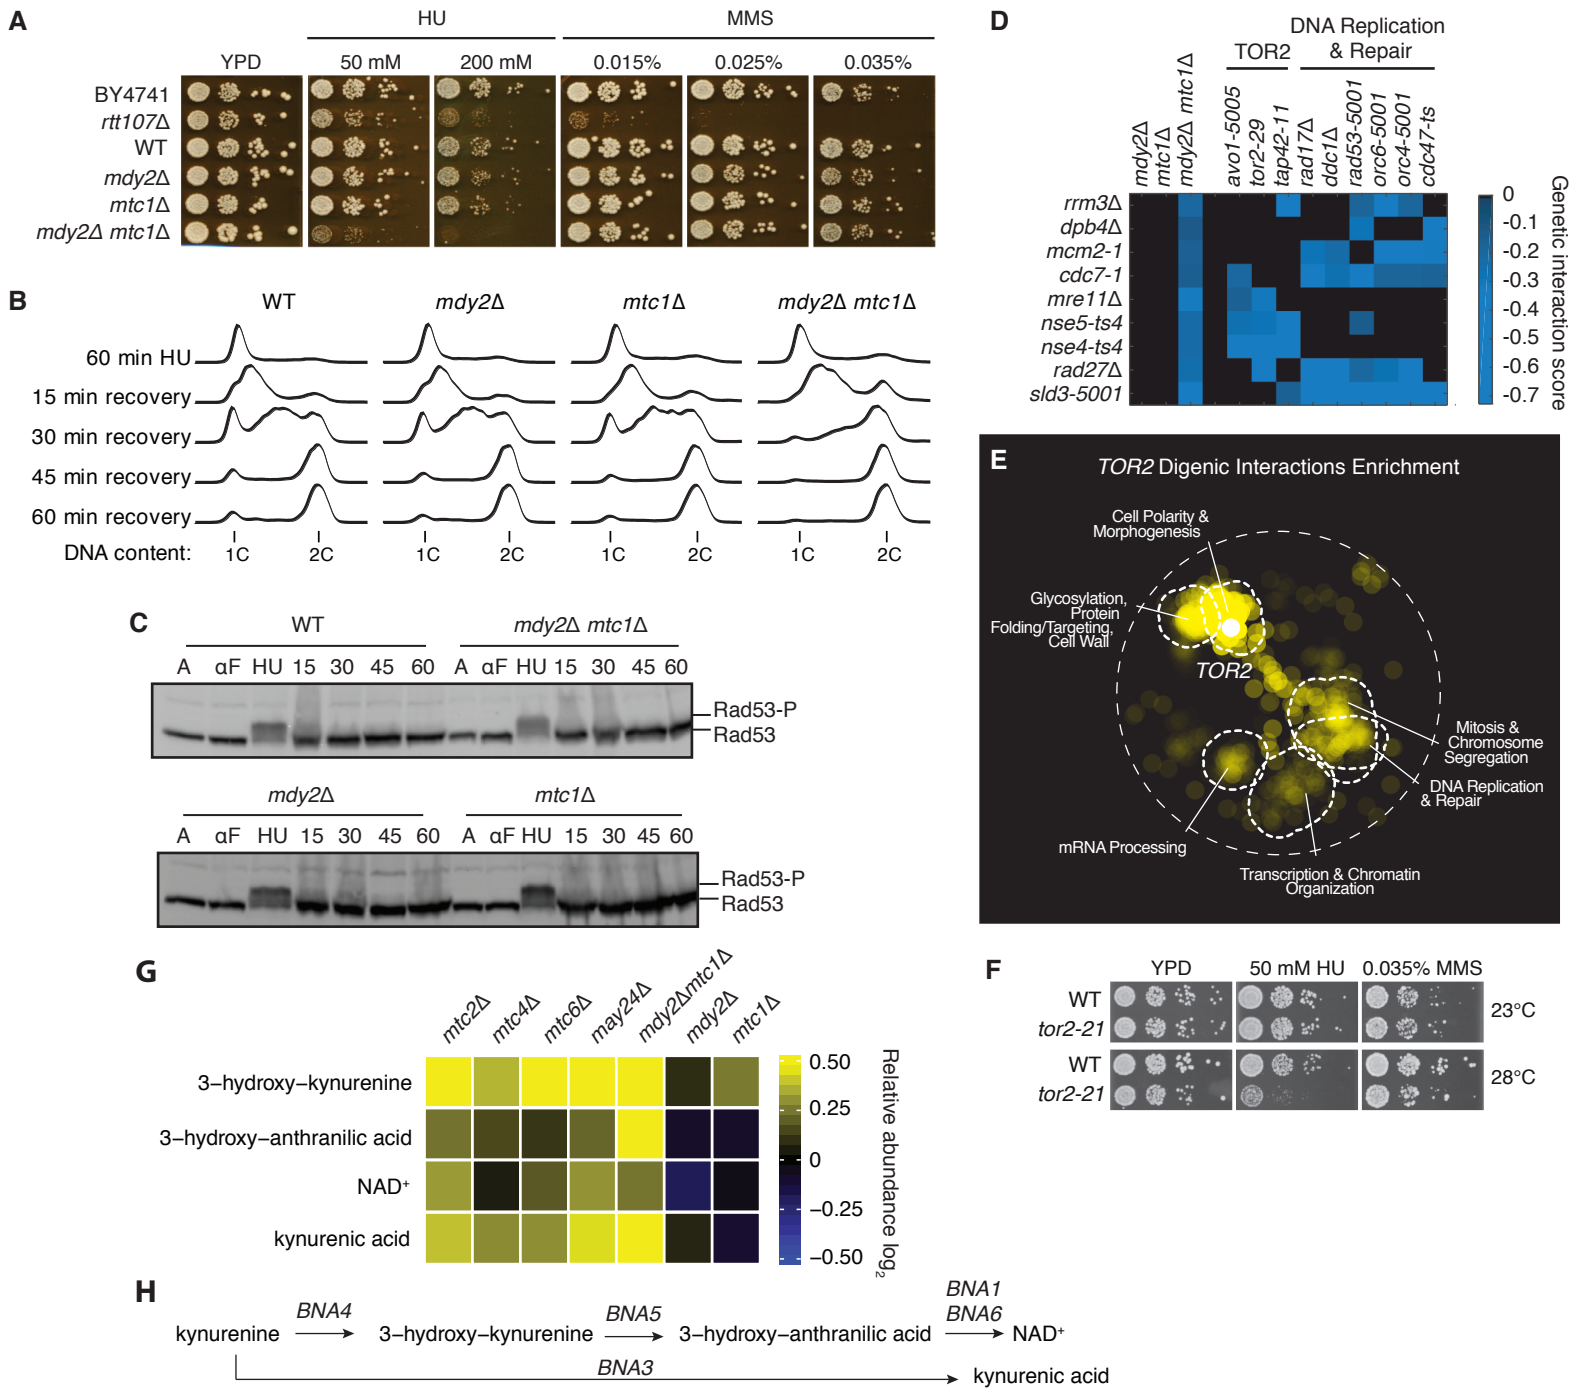 A
HU
MMS
YPD
50 mM
200 mM
0.015%
0.025%
0.035%
BY4741
rtt107Δ
WT
mdy2Δ
mtc1Δ
mdy2Δ mtc1Δ
B
WT
mdy2Δ
mtc1Δ
mdy2Δ mtc1Δ
60 min HU
15 min recovery
30 min recovery
45 min recovery
60 min recovery
DNA content:
1C
2C
1C
2C
1C
2C
1C
2C
C
WT
mdy2Δ mtc1Δ
A αF HU 15 30 45 60 A αF HU 15 30 45 60
Rad53-P
Rad53
mdy2Δ
mtc1Δ
A αF HU 15 30 45 60 A αF HU 15 30 45 60
Rad53-P
Rad53
D
DNA Replication
& Repair
TOR2
mdy2Δ
mtc1Δ
mdy2Δ mtc1Δ
avo1-5005
tor2-29
tap42-11
rad17Δ
ddc1Δ
rad53-5001
orc6-5001
orc4-5001
cdc47-ts
rrm3Δ
dpb4Δ
mcm2-1
cdc7-1
mre11Δ
nse5-ts4
nse4-ts4
rad27Δ
sld3-5001
0
-0.1
-0.2
-0.3
-0.4
-0.5
-0.6
-0.7
Genetic interaction score
E
TOR2 Digenic Interactions Enrichment
Cell Polarity &
Morphogenesis
Glycosylation,
Protein
Folding/Targeting,
Cell Wall
TOR2
Mitosis &
Chromosome
Segregation
DNA Replication
& Repair
mRNA Processing
Transcription & Chromatin
Organization
F
YPD
50 mM HU
0.035% MMS
WT
tor2-21
23°C
WT
tor2-21
28°C
G
mtc2Δ
mtc4Δ
mtc6Δ
may24Δ
mdy2Δmtc1Δ
mdy2Δ
mtc1Δ
3−hydroxy−kynurenine
3−hydroxy−anthranilic acid
NAD+
kynurenic acid
0.50
0.25
0
−0.25
−0.50
Relative abundance log2
H
kynurenine
BNA4
3−hydroxy−kynurenine
BNA5
3−hydroxy−anthranilic acid
BNA1
BNA6
NAD+
BNA3
kynurenic acid